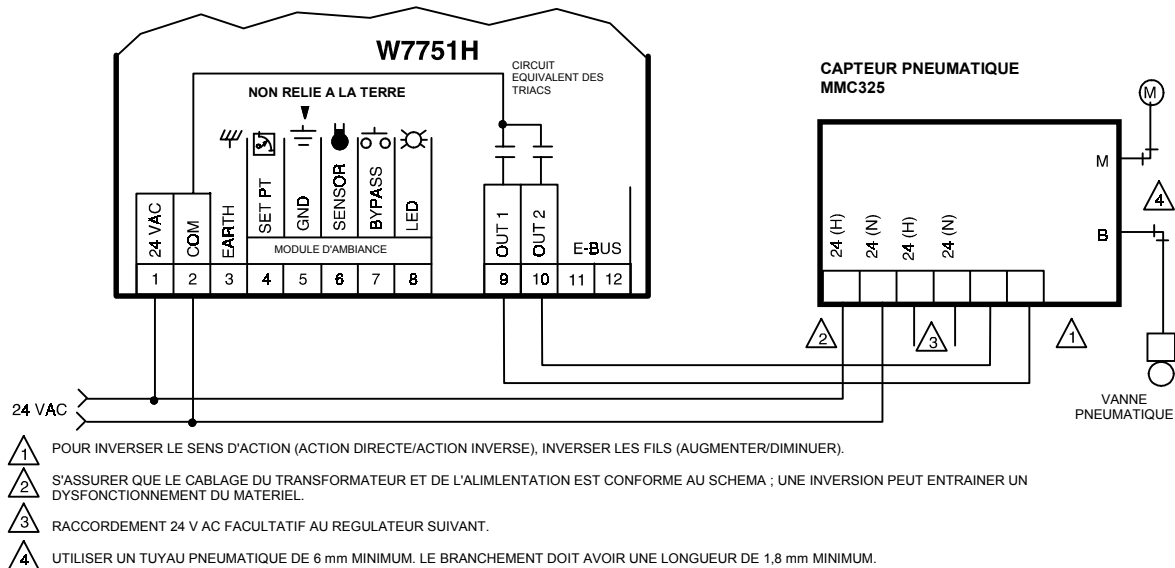 W7751H
CIRCUIT
EQUIVALENT DES
TRIACS
NON RELIE A LA TERRE
24 VAC
COM
EARTH
SET PT
GND
SENSOR
BYPASS
LED
MODULE D'AMBIANCE
OUT 1
OUT 2
E-BUS
1 2 3 4 5 6 7 8 9 10 11 12
CAPTEUR PNEUMATIQUE
MMC325
M
M
4
B
24 (H)
24 (N)
24 (H)
24 (N)
2
3
1
VANNE
PNEUMATIQUE
24 VAC
1 POUR INVERSER LE SENS D'ACTION (ACTION DIRECTE/ACTION INVERSE), INVERSER LES FILS (AUGMENTER/DIMINUER).
2 S'ASSURER QUE LE CABLAGE DU TRANSFORMATEUR ET DE L'ALIMLENTATION EST CONFORME AU SCHEMA ; UNE INVERSION PEUT ENTRAINER UN
DYSFONCTIONNEMENT DU MATERIEL.
3 RACCORDEMENT 24 V AC FACULTATIF AU REGULATEUR SUIVANT.
4 UTILISER UN TUYAU PNEUMATIQUE DE 6 mm MINIMUM. LE BRANCHEMENT DOIT AVOIR UNE LONGUEUR DE 1,8 mm MINIMUM.